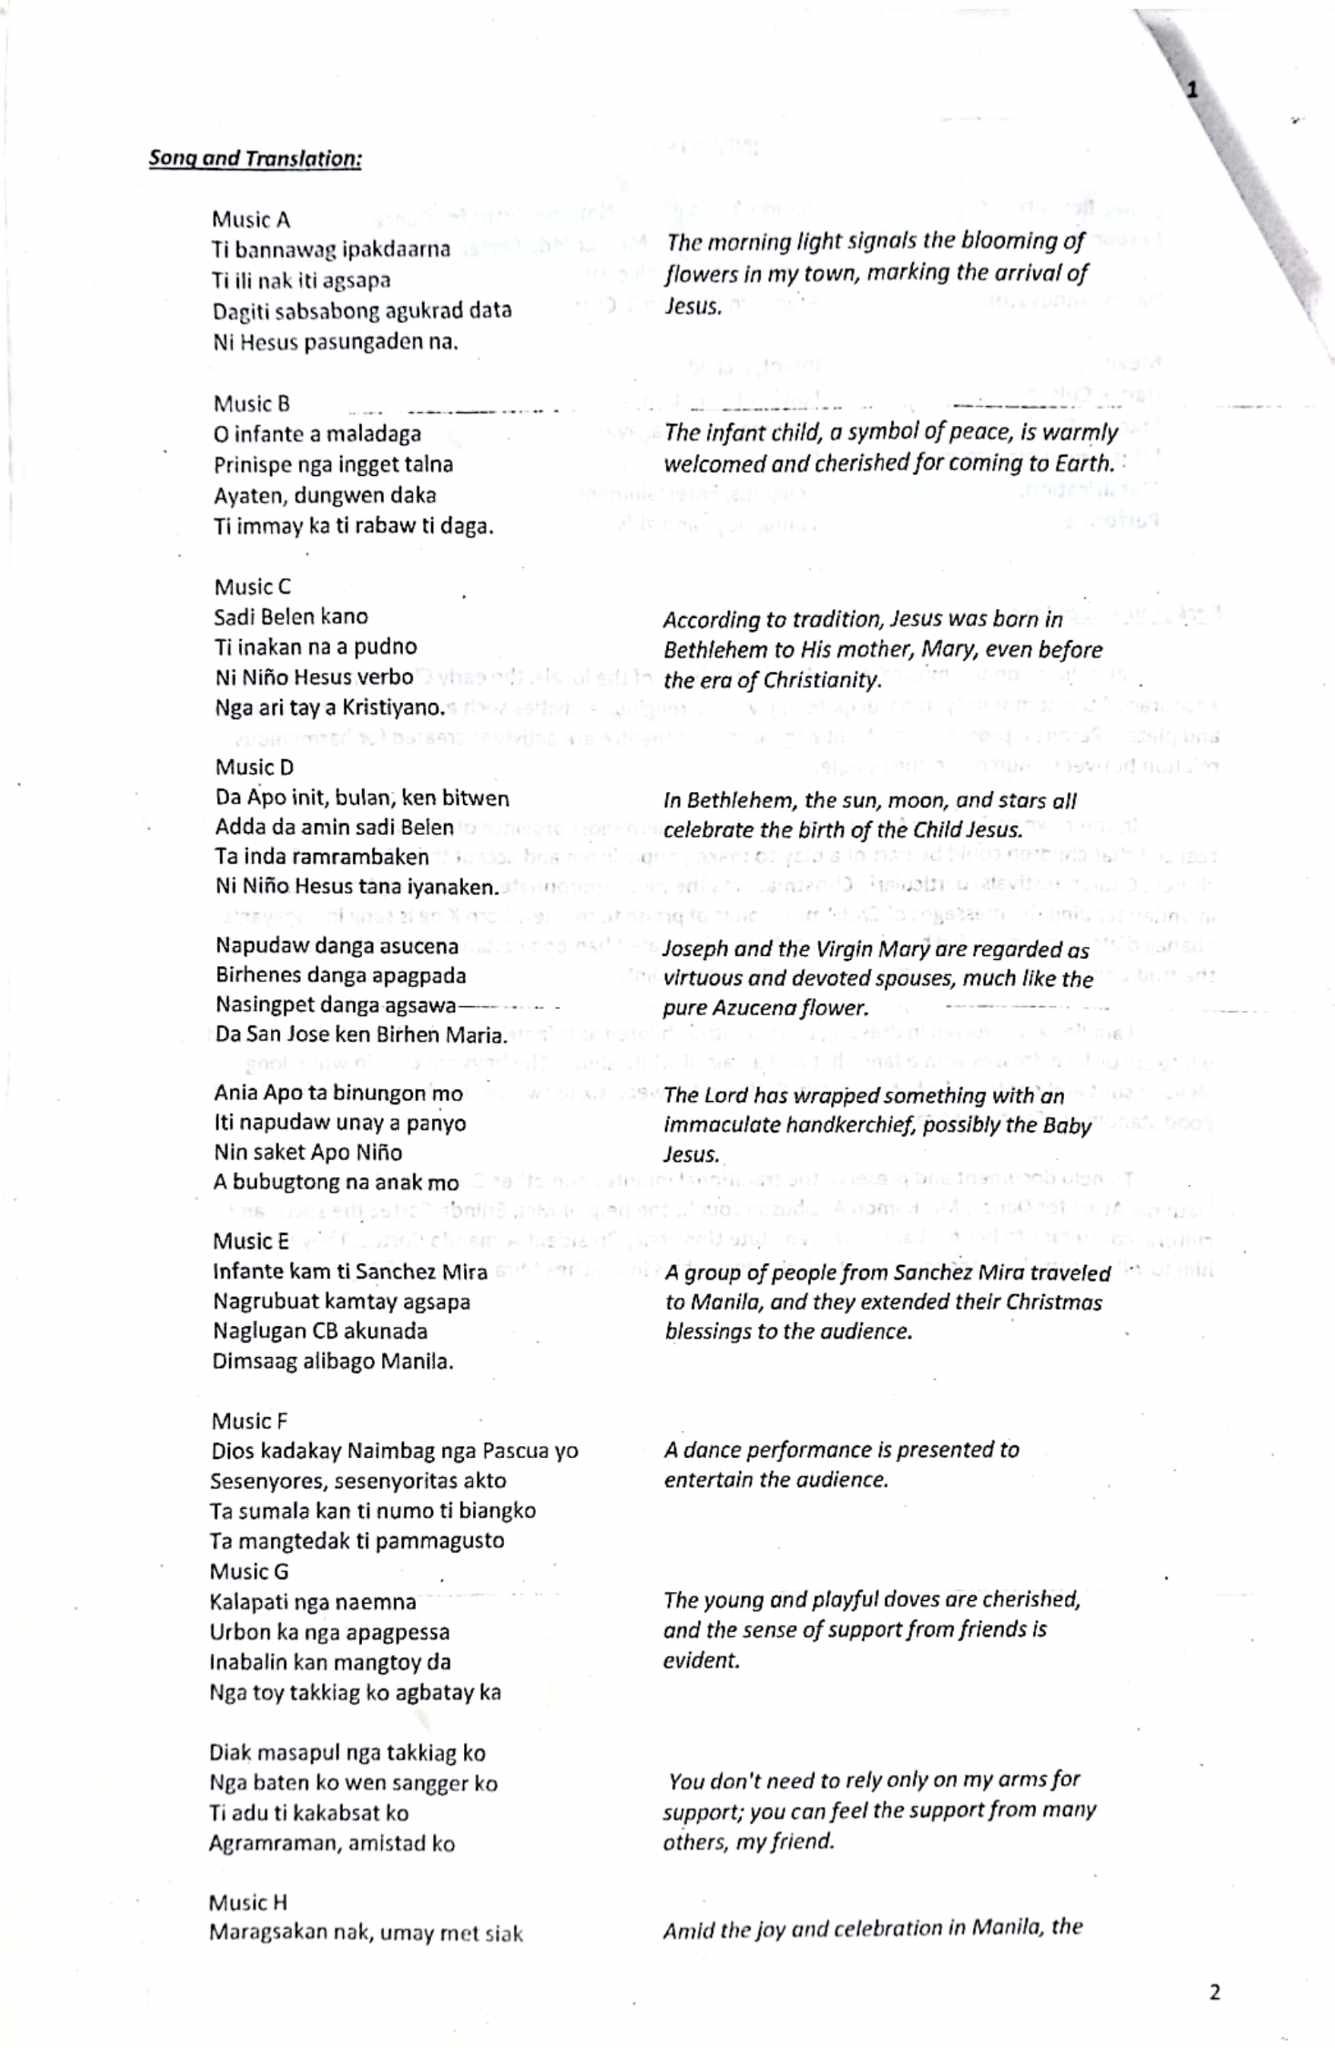 1
Song and Translation:
Music A
Ti bannawag ipakdaarna
Ti ili nak iti agsapa
Dagiti sabsabong agukrad data
Ni Hesus pasungaden na.
The morning light signals the blooming of
flowers in my town, marking the arrival of
Jesus.
Music B
O infante a maladaga
Prinispe nga ingget talna
Ayaten, dungwen daka
Ti immay ka ti rabaw ti daga.
The infant child, a symbol of peace, is warmly
welcomed and cherished for coming to Earth.
Music C
Sadi Belen kano
Ti inakan na a pudno
Ni Niño Hesus verbo
Nga ari tay a Kristiyano.
According to tradition, Jesus was born in
Bethlehem to His mother, Mary, even before
the era of Christianity.
Music D
Da Apo init, bulan, ken bitwen
Adda da amin sadi Belen
Ta inda ramrambaken
Ni Niño Hesus tana iyanaken.
In Bethlehem, the sun, moon, and stars all
celebrate the birth of the Child Jesus.
Napudaw danga asucena
Birhenes danga apagpada
Nasingpet danga agsawa
Da San Jose ken Birhen Maria.
Joseph and the Virgin Mary are regarded as
virtuous and devoted spouses, much like the
pure Azucena flower.
Ania Apo ta binungon mo
Iti napudaw unay a panyo
Nin saket Apo Niño
A bubugtong na anak mo
The Lord has wrapped something with an
immaculate handkerchief, possibly the Baby
Jesus.
Music E
Infante kam ti Sanchez Mira
Nagrubuat kamtay agsapa
Naglugan CB akunada
Dimsaag alibago Manila.
A group of people from Sanchez Mira traveled
to Manila, and they extended their Christmas
blessings to the audience.
Music F
Dios kadakay Naimbag nga Pascua yo
Sesenyores, sesenyoritas akto
Ta sumala kan ti numo ti biangko
Ta mangtedak ti pammagusto
A dance performance is presented to
entertain the audience.
Music G
Kalapati nga naemna
Urbon ka nga apagpessa
Inabalin kan mangtoy da
Nga toy takkiag ko agbatay ka
The young and playful doves are cherished,
and the sense of support from friends is
evident.
Diak masapul nga takkiag ko
Nga baten ko wen sangger ko
Ti adu ti kakabsat ko
Agramraman, amistad ko
You don't need to rely only on my arms for
support; you can feel the support from many
others, my friend.
Music H
Maragsakan nak, umay met siak
Amid the joy and celebration in Manila, the
2